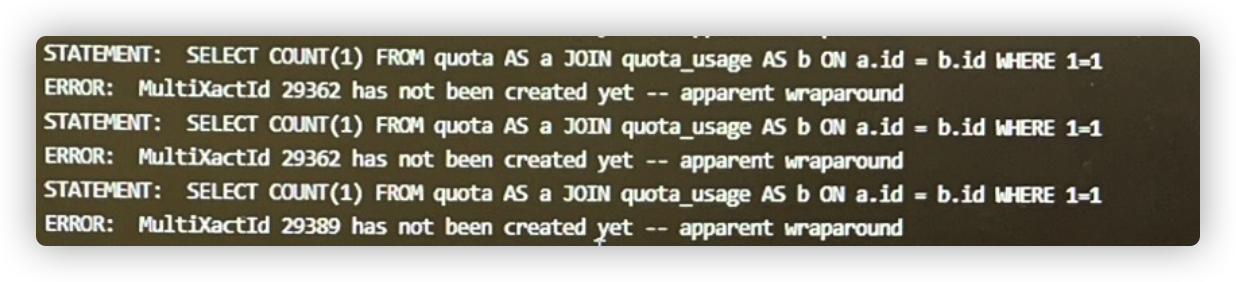 STATEMENT:  SELECT COUNT(1) FROM quota AS a JOIN quota_usage AS b ON a.id = b.id WHERE 1=1
ERROR:  MultiXactId 29362 has not been created yet -- apparent wraparound
STATEMENT:  SELECT COUNT(1) FROM quota AS a JOIN quota_usage AS b ON a.id = b.id WHERE 1=1
ERROR:  MultiXactId 29362 has not been created yet -- apparent wraparound
STATEMENT:  SELECT COUNT(1) FROM quota AS a JOIN quota_usage AS b ON a.id = b.id WHERE 1=1
ERROR:  MultiXactId 29389 has not been created yet -- apparent wraparound